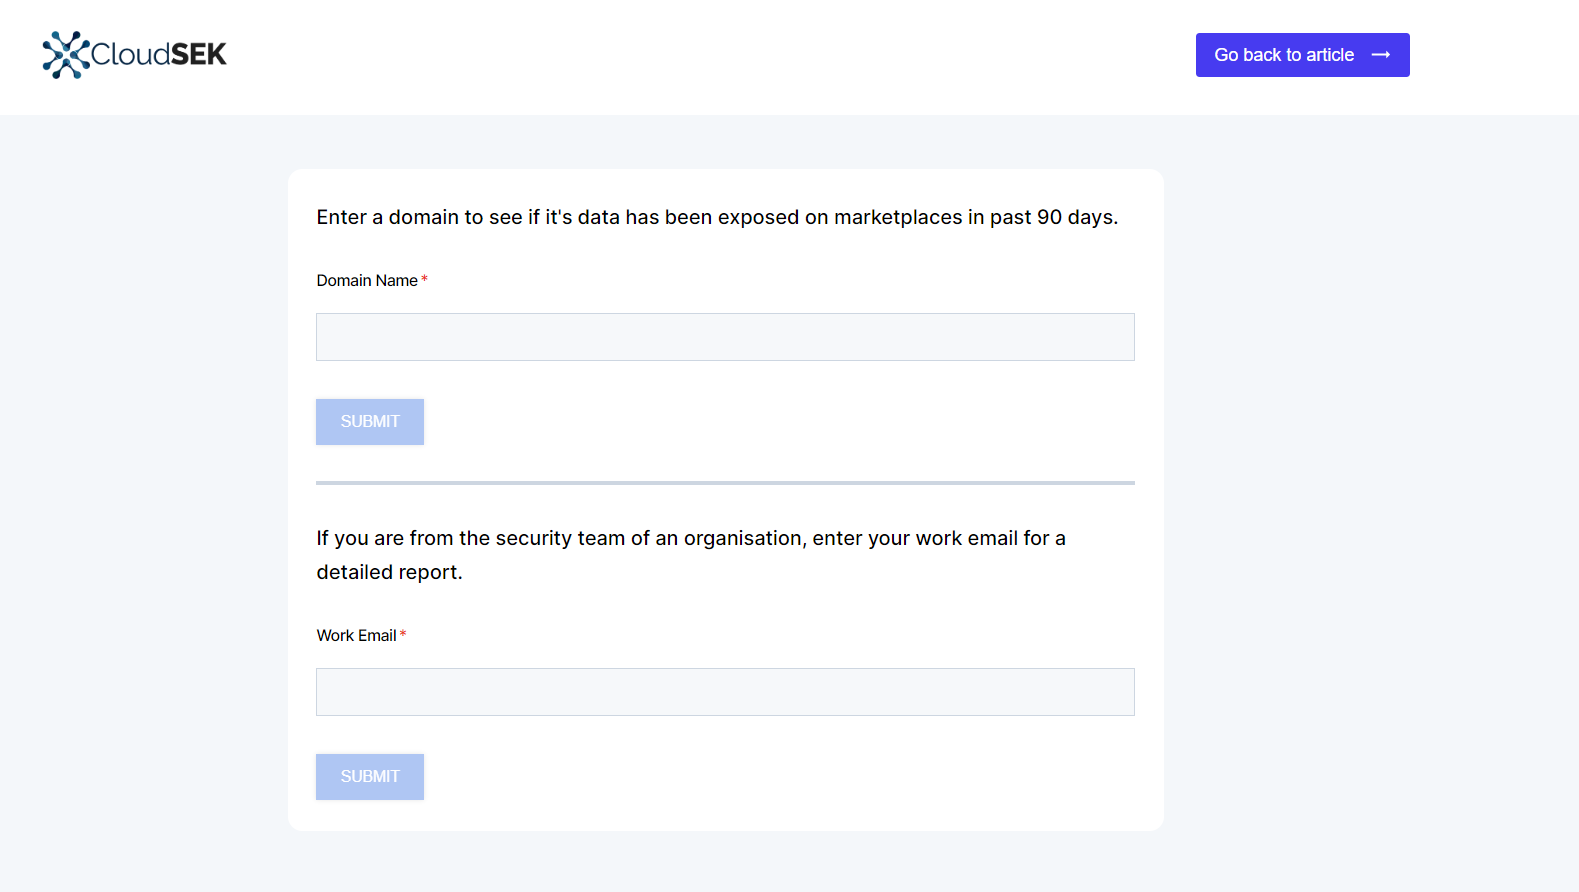 CloudSEK
Go back to article
Enter a domain to see if it's data has been exposed on marketplaces in past 90 days.
Domain Name *
SUBMIT
If you are from the security team of an organisation, enter your work email for a
detailed report.
Work Email *
SUBMIT